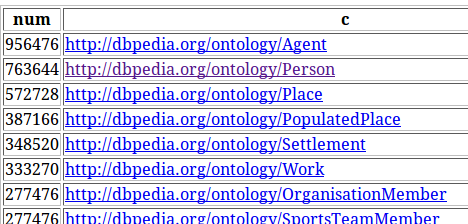 num c
956476 http://dbpedia.org/ontology/Agent
763644 http://dbpedia.org/ontology/Person
572728 http://dbpedia.org/ontology/Place
387166 http://dbpedia.org/ontology/PopulatedPlace
348520 http://dbpedia.org/ontology/Settlement
333270 http://dbpedia.org/ontology/Work
277476 http://dbpedia.org/ontology/OrganisationMember
277476 http://dbpedia.org/ontology/SportsTeamMember